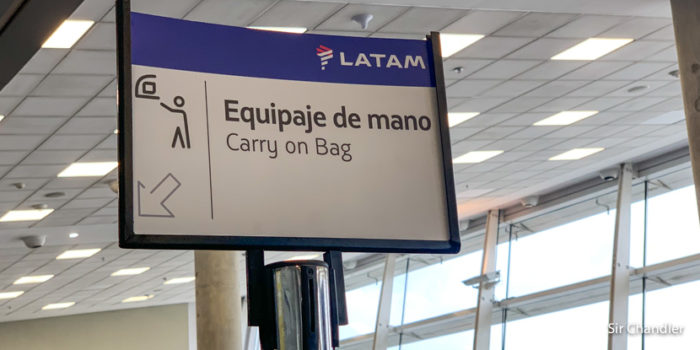 LATAM
Equipaje de mano
Carry on Bag
Sir Chandler